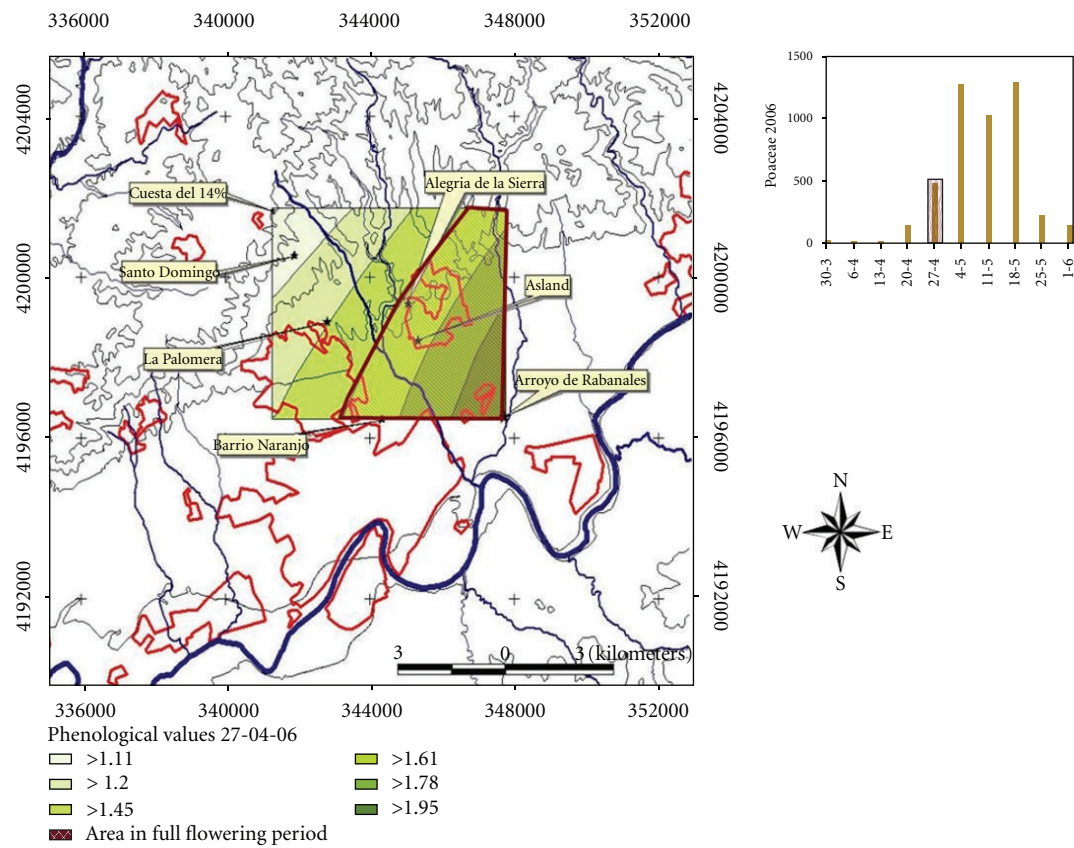 336000 340000 344000 348000 352000
4204000
4200000
4196000
4192000
Cuesta del 14%
Alegria de la Sierra
Santo Domingo
Asland
La Palomera
Arroyo de Rabanales
Barrio Naranjo
4204000
4200000
4196000
4192000
3 0 3 (kilometers)
336000 340000 344000 348000 352000
Phenological values 27-04-06
>1.11
> 1.2
>1.45
>1.61
>1.78
>1.95
Area in full flowering period
Poaceae 2006
1500
1000
500
0
30-3 6-4 13-4 20-4 27-4 4-5 11-5 18-5 25-5 1-6
N
W E
S